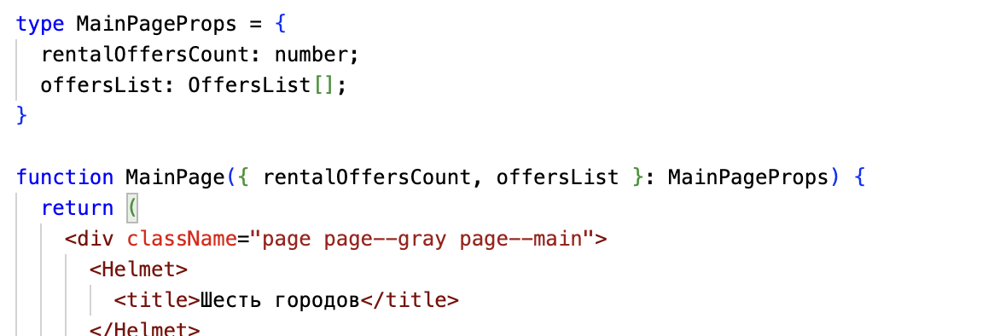 type MainPageProps = {
rentalOffersCount: number;
offersList: OffersList[];
}
function MainPage({ rentalOffersCount, offersList }: MainPageProps) {
return (
<div className="page page--gray page--main">
<Helmet>
<title>Шесть городов</title>
</Helmet>